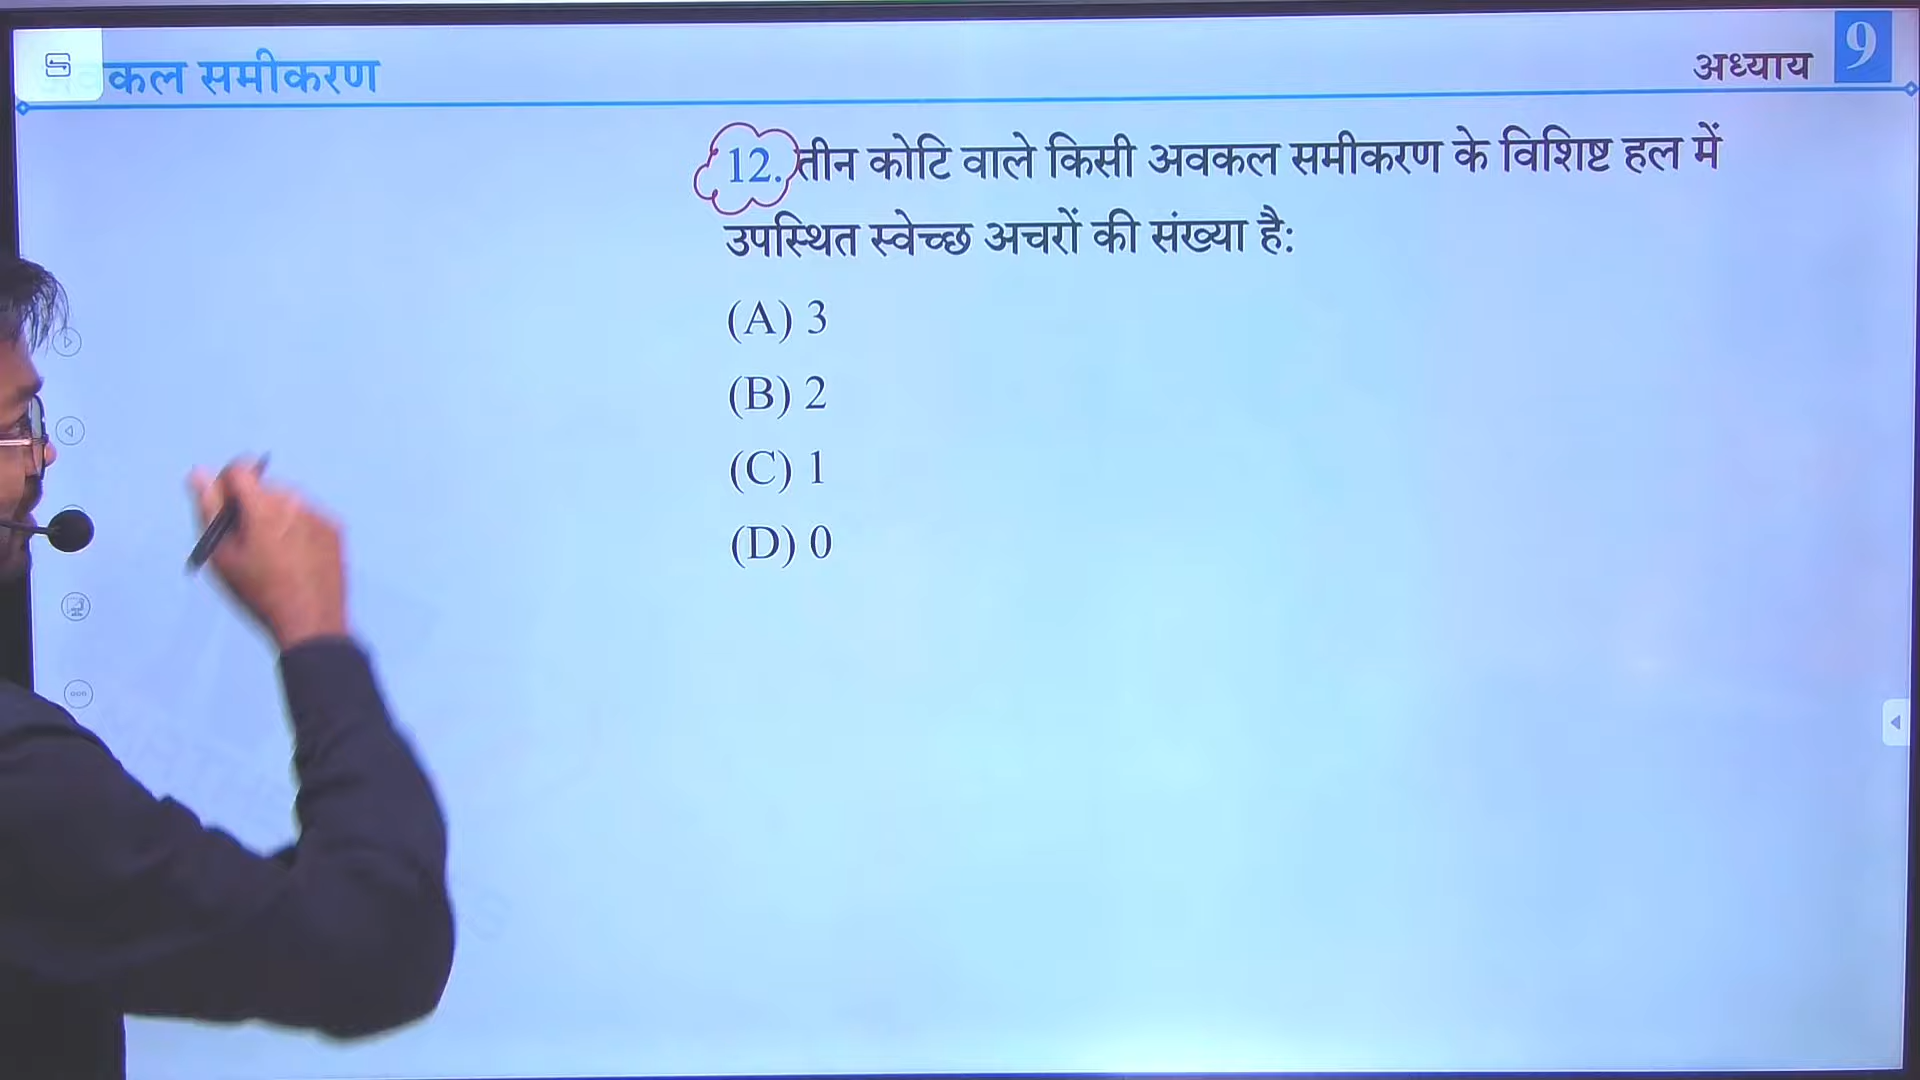 कल समीकरण
अध्याय 9
12. तीन कोटि वाले किसी अवकल समीकरण के विशिष्ट हल में
उपस्थित स्वेच्छ अचरों की संख्या है:
(A) 3
(B) 2
(C) 1
(D) 0